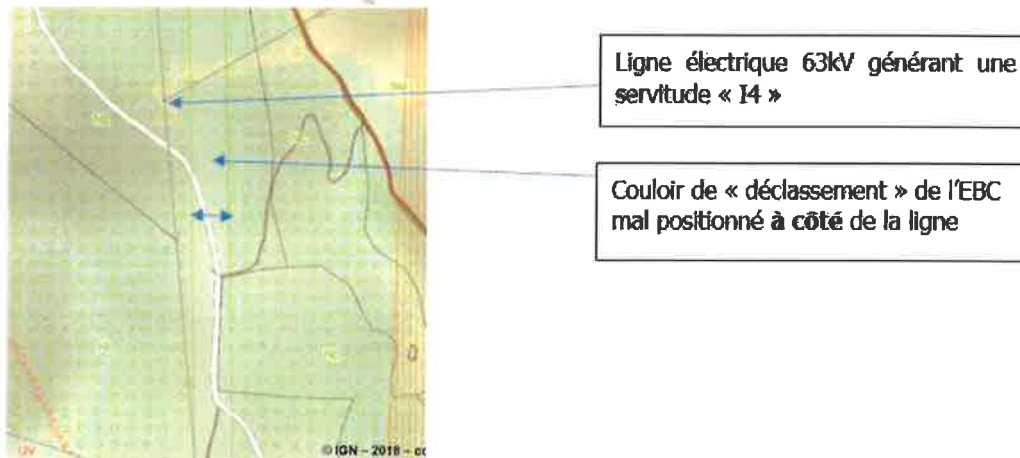 Ligne électrique 63kV générant une
servitude « I4 »
Couloir de « déclassement » de l'EBC
mal positionné à côté de la ligne
© IGN – 2018 – co